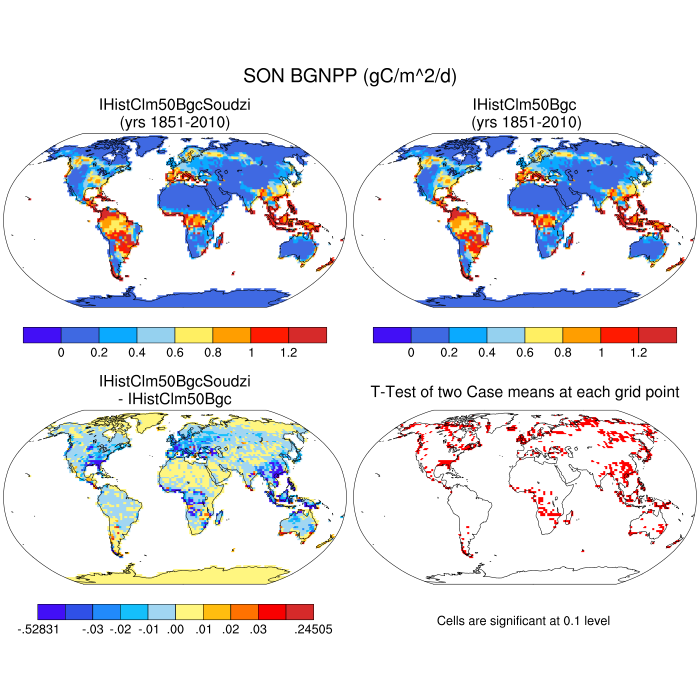 SON BGNPP (gC/m^2/d)
IHistClm50BgcSoudzi
(yrs 1851-2010)
IHistClm50Bgc
(yrs 1851-2010)
0 0.2 0.4 0.6 0.8 1 1.2
0 0.2 0.4 0.6 0.8 1 1.2
IHistClm50BgcSoudzi
- IHistClm50Bgc
T-Test of two Case means at each grid point
-.52831 -.03 -.02 -.01 .00 .01 .02 .03 .24505
Cells are significant at 0.1 level